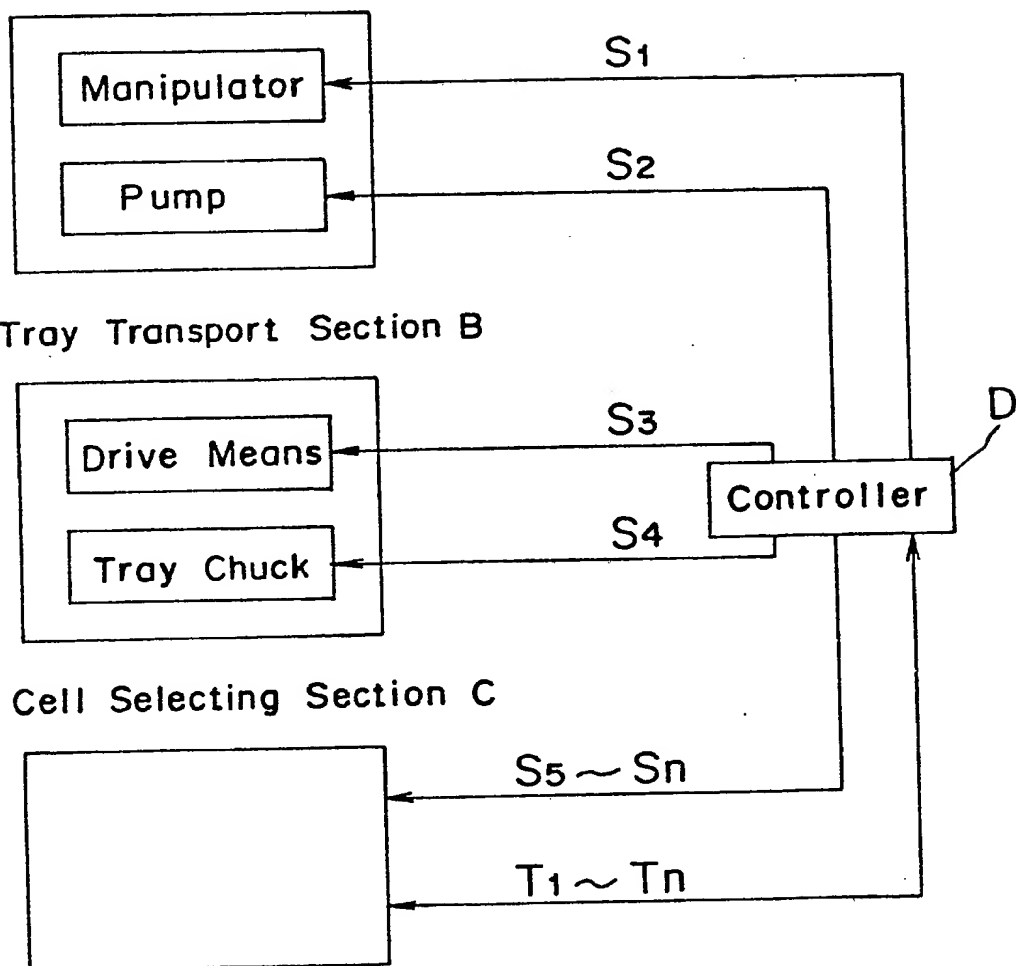 Manipulator
S1
Pump
S2
Tray Transport Section B
Drive Means
S3
D
Controller
Tray Chuck
S4
Cell Selecting Section C
S5～Sn
T1～Tn